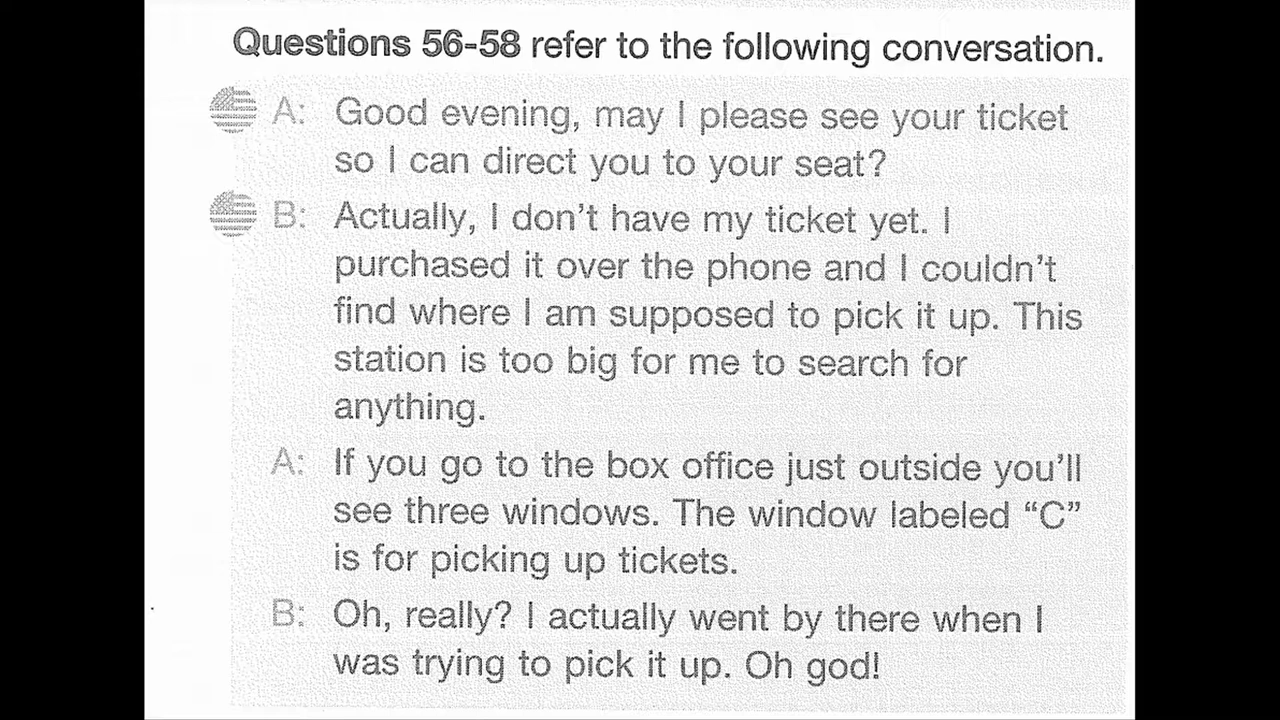 Questions 56-58 refer to the following conversation.
A: Good evening, may I please see your ticket
so I can direct you to your seat?
B: Actually, I don't have my ticket yet. I
purchased it over the phone and I couldn't
find where I am supposed to pick it up. This
station is too big for me to search for
anything.
A: If you go to the box office just outside you'll
see three windows. The window labeled “C”
is for picking up tickets.
B: Oh, really? I actually went by there when I
was trying to pick it up. Oh god!